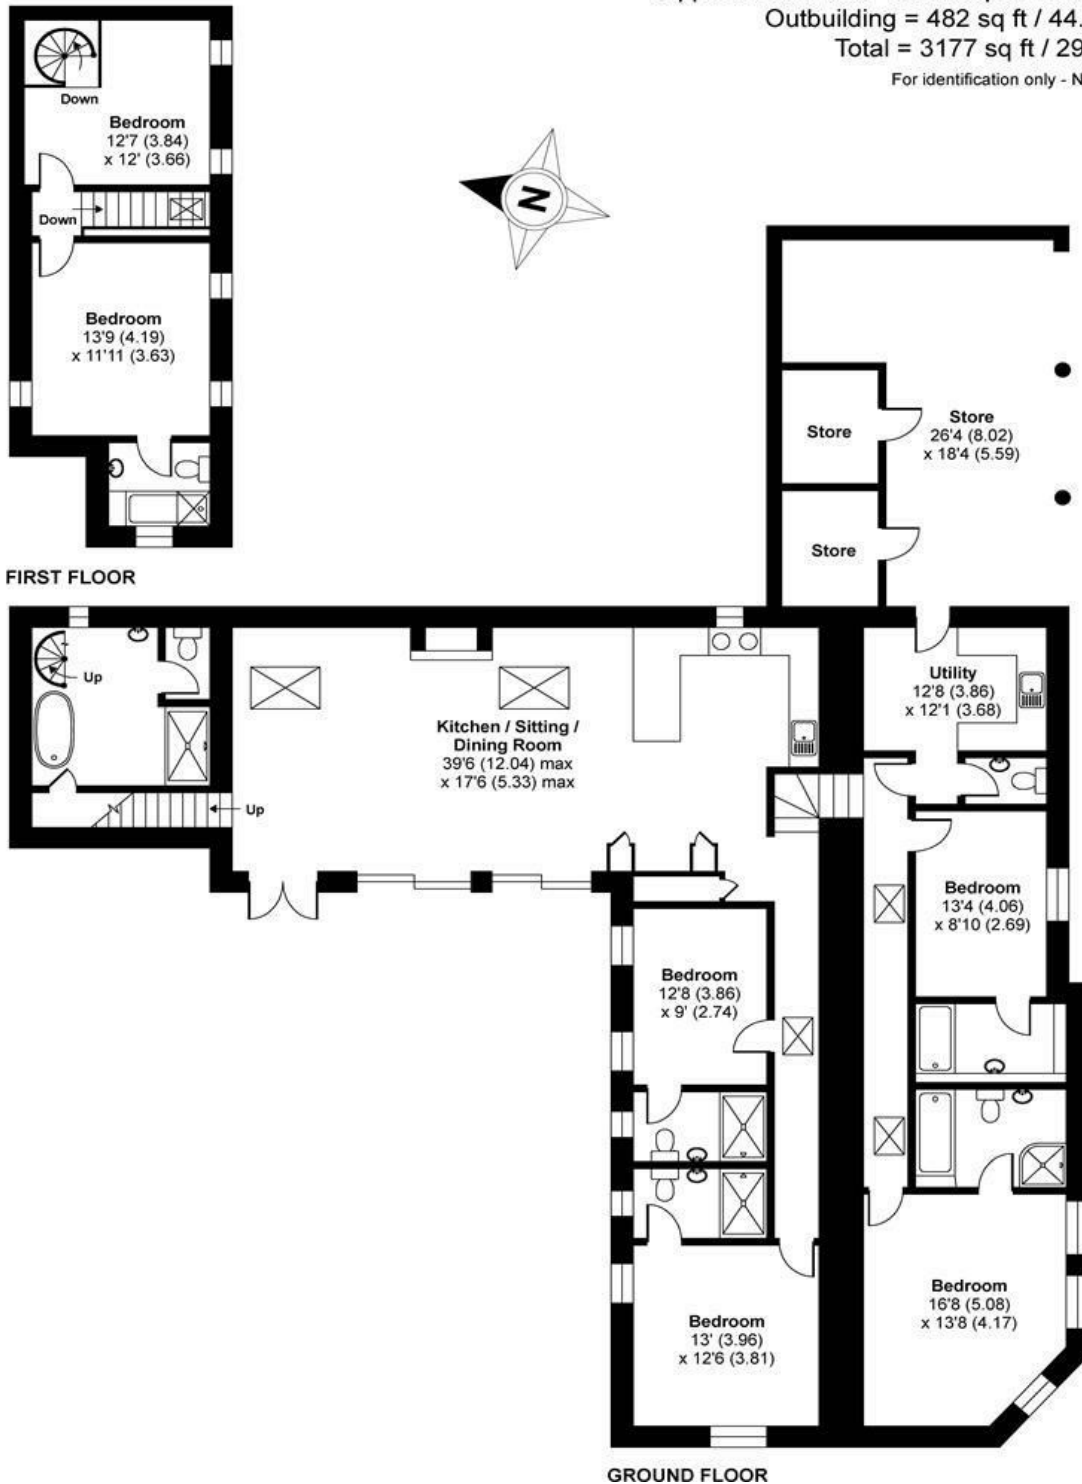 Outbuilding = 482 sq ft / 44.
Total = 3177 sq ft / 29
For identification only - N
Down
Bedroom
12'7 (3.84)
x 12' (3.66)
Down
Bedroom
13'9 (4.19)
x 11'11 (3.63)
FIRST FLOOR
N
Store
26'4 (8.02)
x 18'4 (5.59)
Store
Store
Up
Up
Kitchen / Sitting /
Dining Room
39'6 (12.04) max
x 17'6 (5.33) max
Utility
12'8 (3.86)
x 12'1 (3.68)
Bedroom
13'4 (4.06)
x 8'10 (2.69)
Bedroom
12'8 (3.86)
x 9' (2.74)
Bedroom
13' (3.96)
x 12'6 (3.81)
Bedroom
16'8 (5.08)
x 13'8 (4.17)
GROUND FLOOR